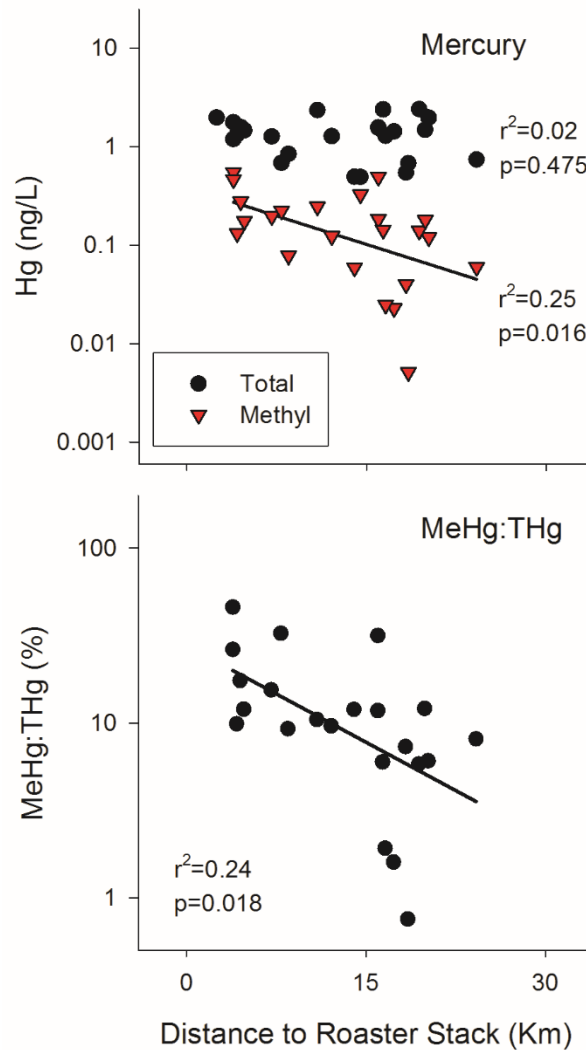 Mercury
10
1
0.1
0.01
0.001
Hg (ng/L)
r²=0.02
p=0.475
r²=0.25
p=0.016
Total
Methyl
MeHg:THg
100
10
1
MeHg:THg (%)
r²=0.24
p=0.018
0 15 30
Distance to Roaster Stack (Km)